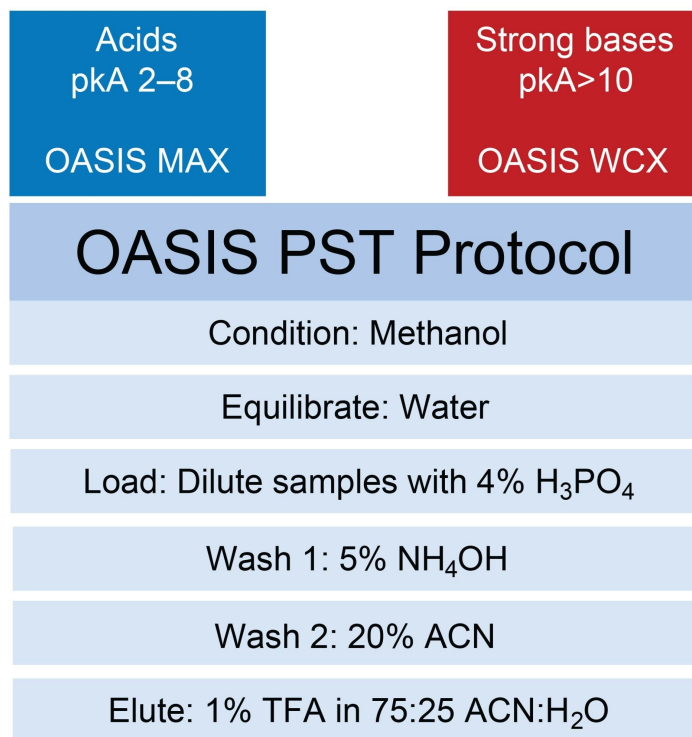 Acids
pkA 2–8
OASIS MAX
Strong bases
pkA>10
OASIS WCX
OASIS PST Protocol
Condition: Methanol
Equilibrate: Water
Load: Dilute samples with 4% H₃PO₄
Wash 1: 5% NH₄OH
Wash 2: 20% ACN
Elute: 1% TFA in 75:25 ACN:H₂O